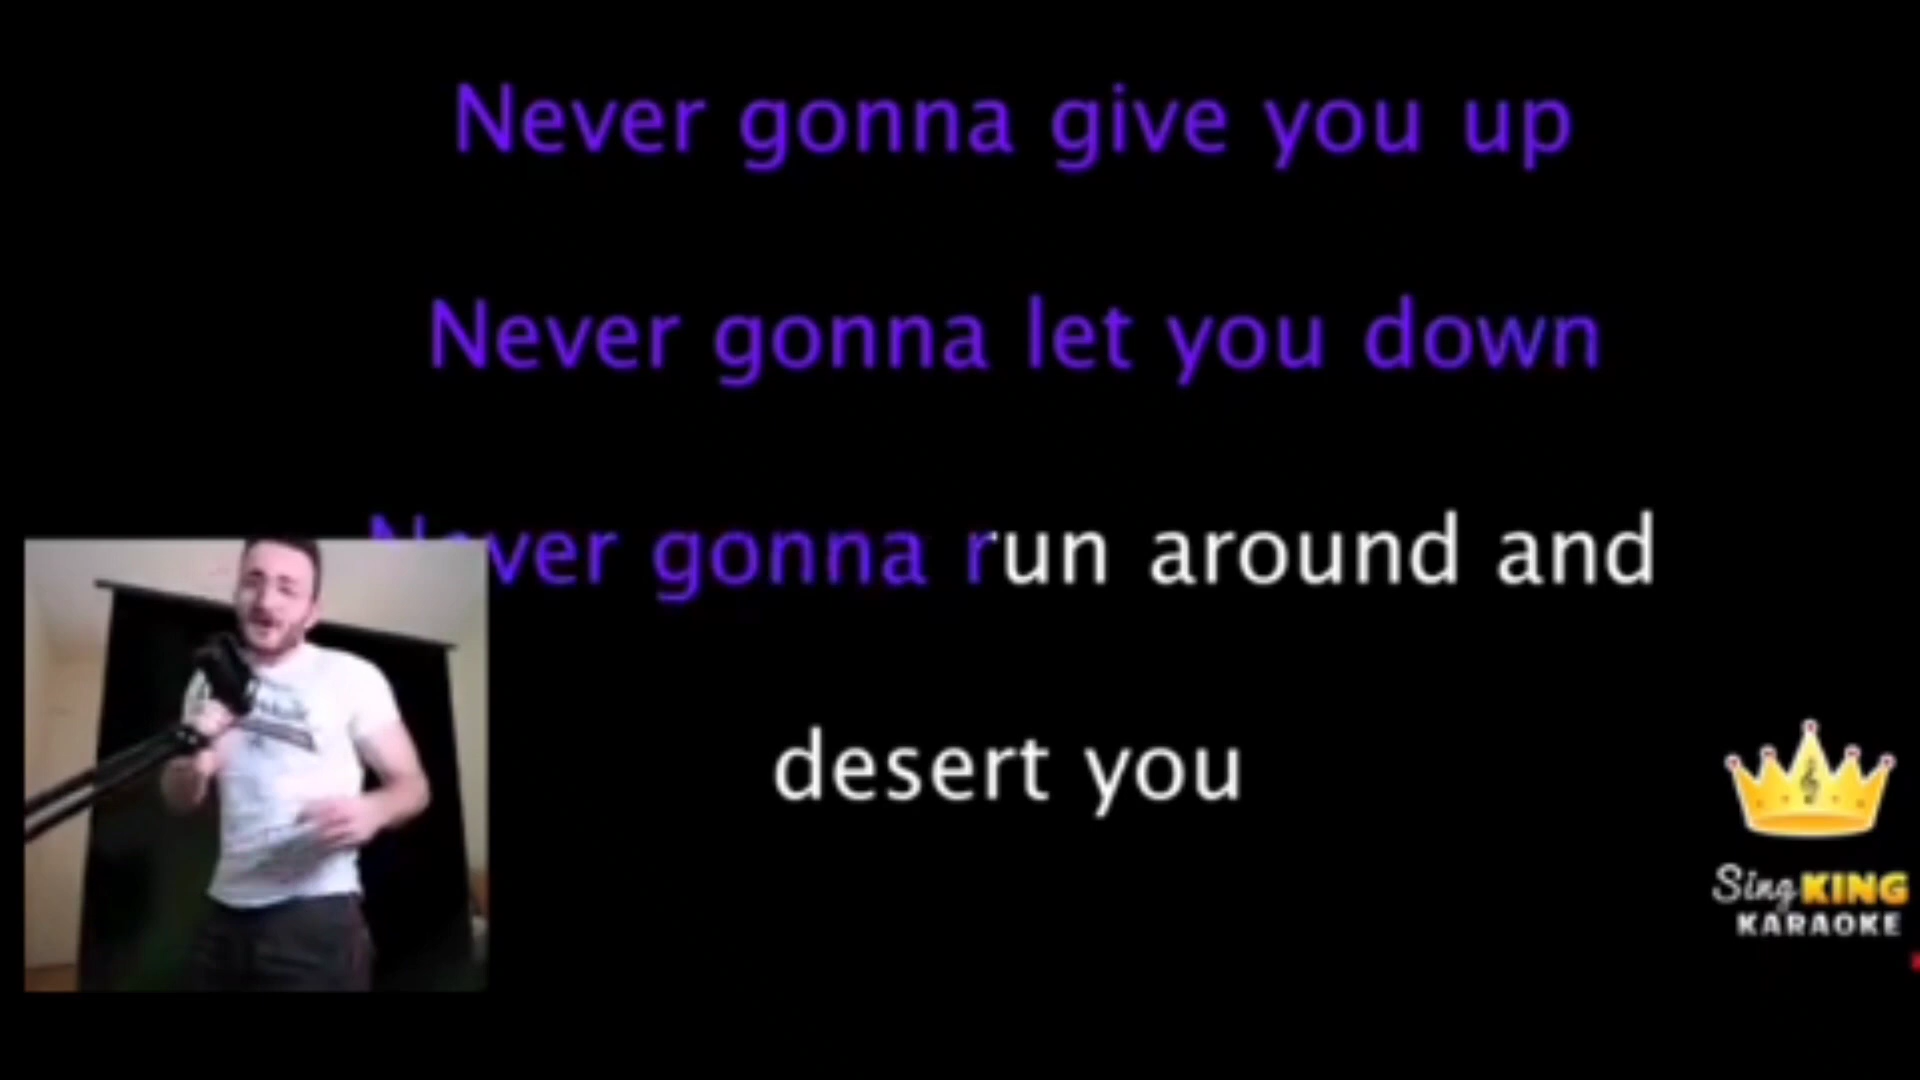 Never gonna give you up
Never gonna let you down
Never gonna run around and
desert you
Sing KING
KARAOKE